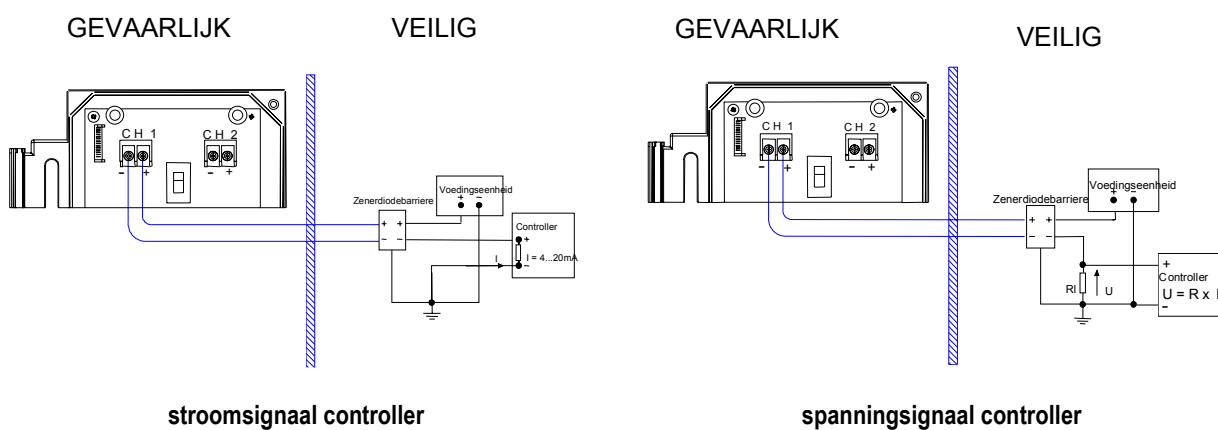 GEVAARLIJK
VEILIG
CH 1
CH 2
- +
- +
Voedingseenheid
+ -
Zenerdiodebarriere
+ +
- -
Controller
+
I = 4...20mA
I
-
stroomsignaal controller
GEVAARLIJK
VEILIG
CH 1
CH 2
- +
- +
Voedingseenheid
+ -
Zenerdiodebarriere
+ +
- -
+
Controller
RI
U
U = R x I
-
spanningsignaal controller